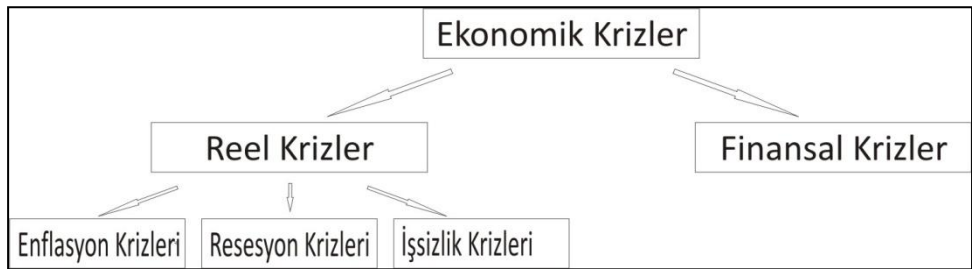 Ekonomik Krizler
Reel Krizler
Finansal Krizler
Enflasyon Krizleri
Resesyon Krizleri
İşsizlik Krizleri